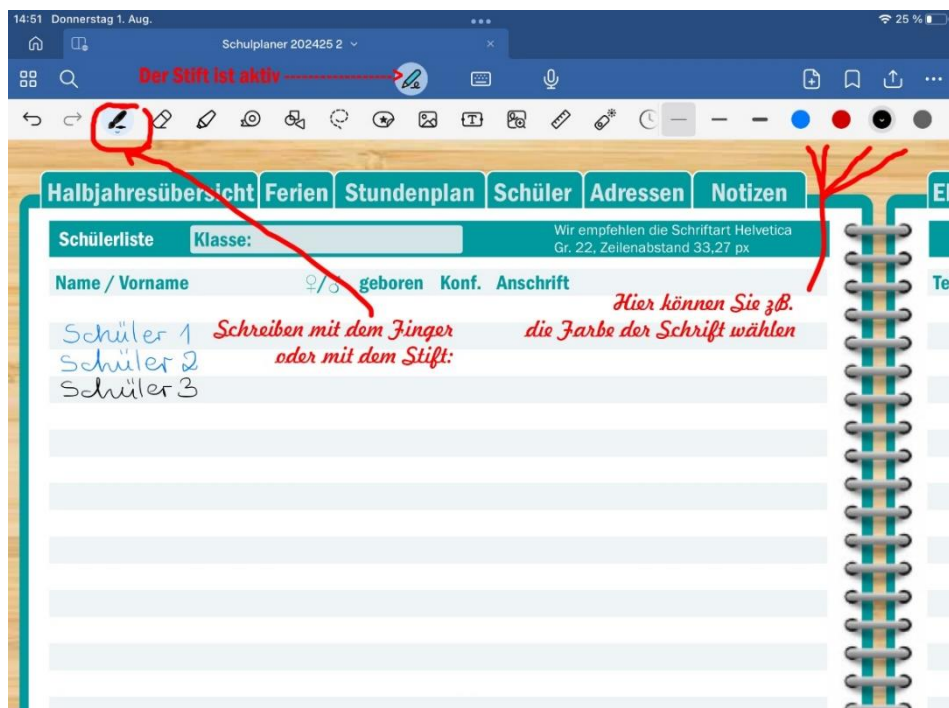 14:51 Donnerstag 1. Aug.
25 %
Schulplaner 202425 2
Der Stift ist aktiv ------------------>
Halbjahresübersicht Ferien Stundenplan Schüler Adressen Notizen
Schülerliste Klasse:
Wir empfehlen die Schriftart Helvetica
Gr. 22, Zeilenabstand 33,27 px
Name / Vorname ♀/♂ geboren Konf. Anschrift
Te
Hier können Sie z.B.
die Farbe der Schrift wählen
Schreiben mit dem Finger
oder mit dem Stift:
Schüler 1
Schüler 2
Schüler 3